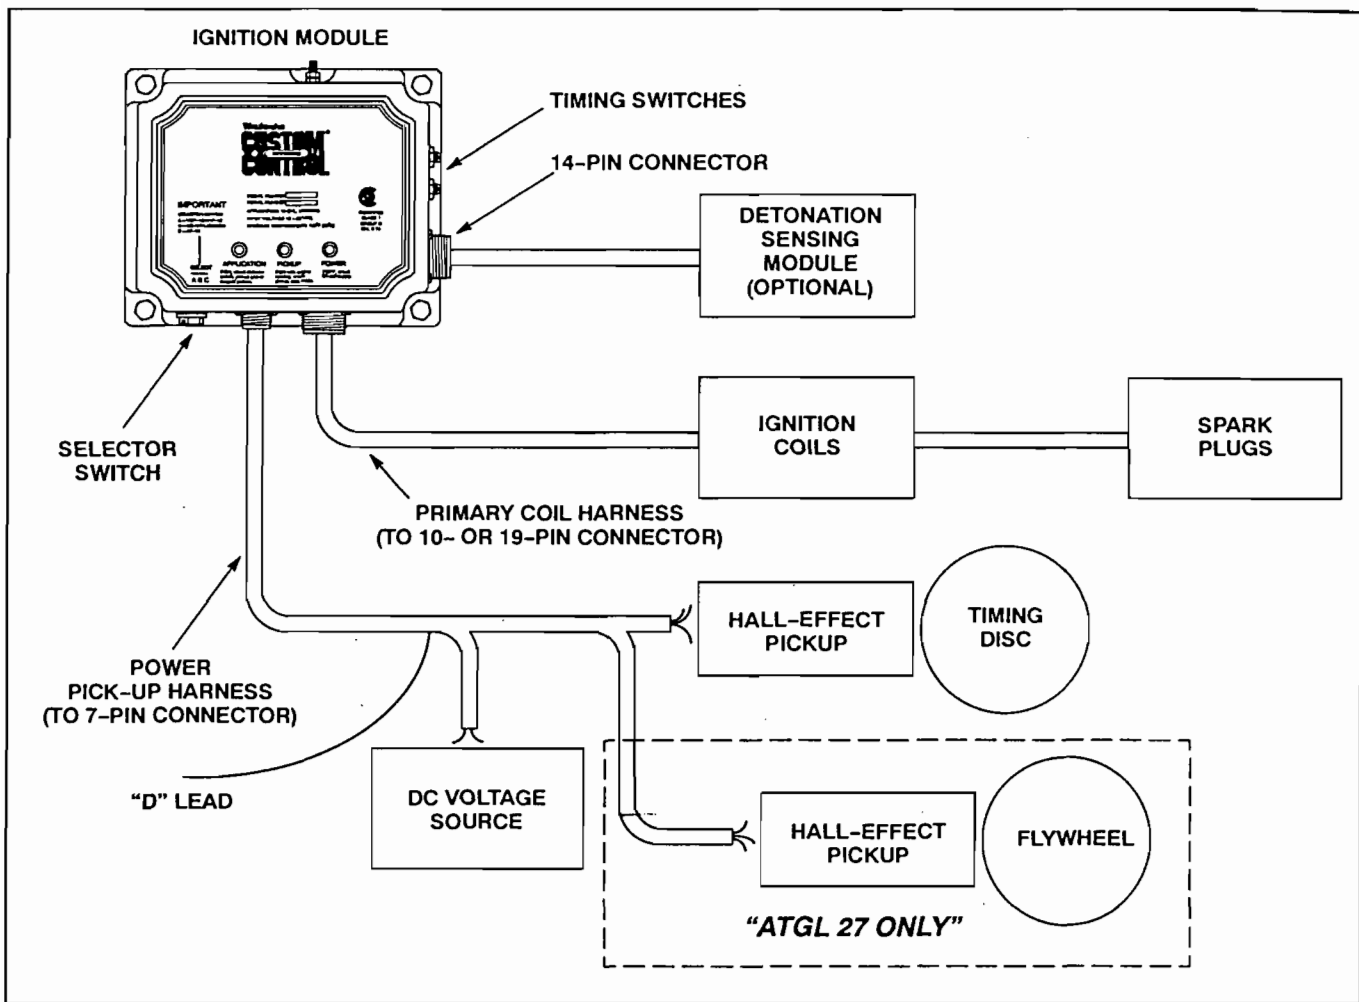 IGNITION MODULE
TIMING SWITCHES
14-PIN CONNECTOR
CUSTOM
CONTROL
IMPORTANT
APPLICATION
PICKUP
POWER
A B C
DETONATION
SENSING
MODULE
(OPTIONAL)
SELECTOR
SWITCH
IGNITION
COILS
SPARK
PLUGS
PRIMARY COIL HARNESS
(TO 10- OR 19-PIN CONNECTOR)
HALL-EFFECT
PICKUP
TIMING
DISC
POWER
PICK-UP HARNESS
(TO 7-PIN CONNECTOR)
"D" LEAD
DC VOLTAGE
SOURCE
HALL-EFFECT
PICKUP
FLYWHEEL
"ATGL 27 ONLY"